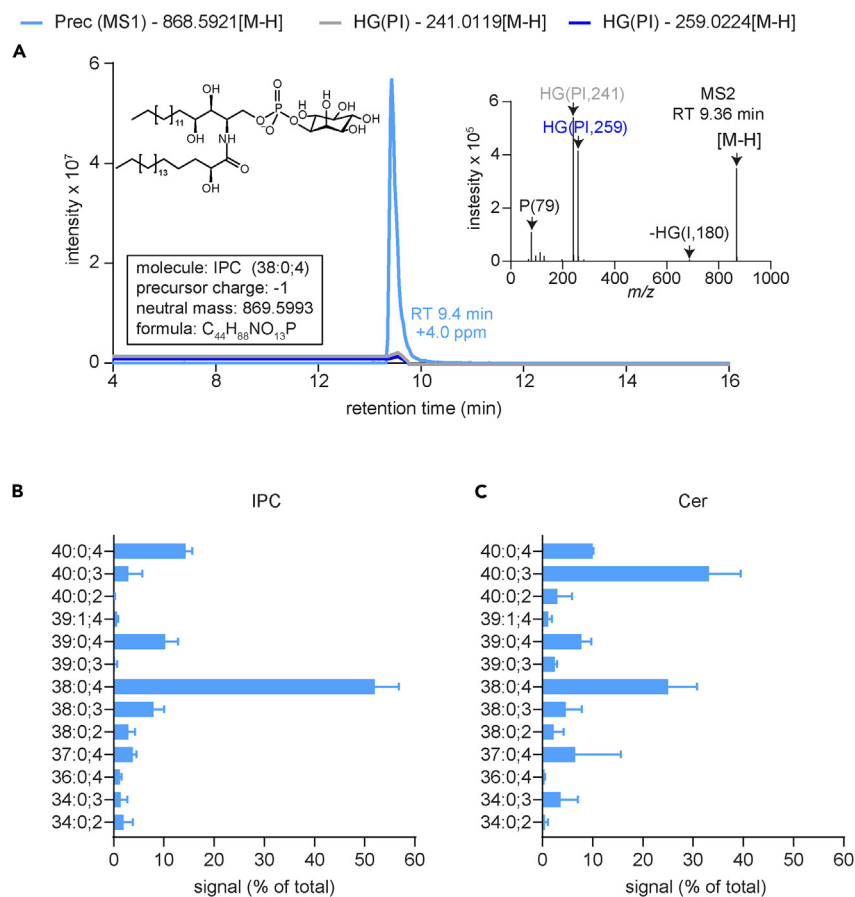 Prec (MS1) - 868.5921[M-H] HG(PI) - 241.0119[M-H] HG(PI) - 259.0224[M-H]
A
6
4
2
0
intensity x 10⁷
OH
OH
11
NH
13
OH
O
O
P
O
O⁻
O
H
OH
H
OH
HO
HO
H
H
OH
H
molecule: IPC (38:0;4)
precursor charge: -1
neutral mass: 869.5993
formula: C₄₄H₈₈NO₁₃P
RT 9.4 min
+4.0 ppm
4 12 8 10 12 14 16
retention time (min)
HG(PI,241)
HG(PI,259)
MS2
RT 9.36 min
[M-H]
P(79)
-HG(I,180)
6
4
2
0
instesity x 10⁵
0 200 400 600 800 1000
m/z
B
IPC
40:0;4
40:0;3
40:0;2
39:1;4
39:0;4
39:0;3
38:0;4
38:0;3
38:0;2
37:0;4
36:0;4
34:0;3
34:0;2
0 10 20 30 40 50 60
signal (% of total)
C
Cer
40:0;4
40:0;3
40:0;2
39:1;4
39:0;4
39:0;3
38:0;4
38:0;3
38:0;2
37:0;4
36:0;4
34:0;3
34:0;2
0 10 20 30 40 50 60
signal (% of total)